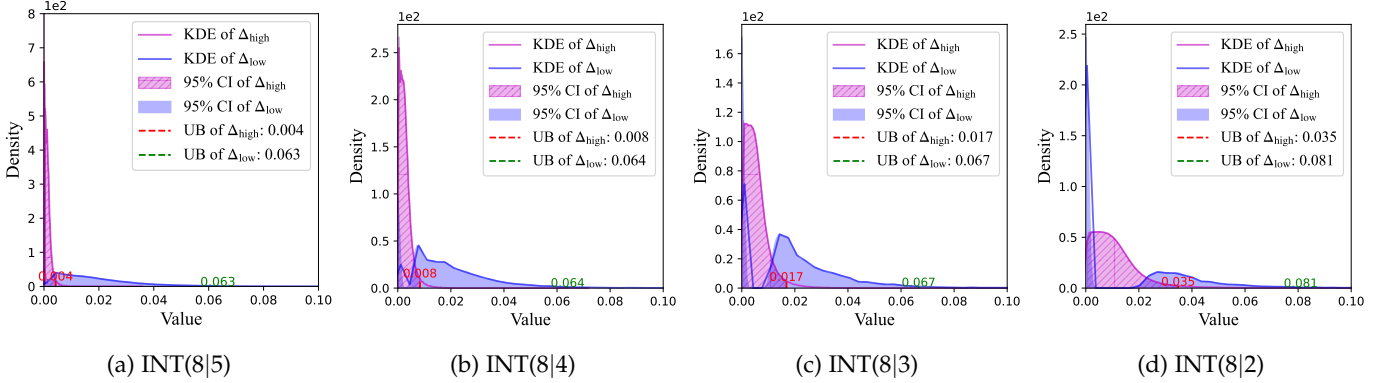 1e2
8
7
6
5
4
3
2
1
0
Density
0.00 0.02 0.04 0.06 0.08 0.10
Value
KDE of Δhigh
KDE of Δlow
95% CI of Δhigh
95% CI of Δlow
UB of Δhigh: 0.004
UB of Δlow: 0.063
0.004
0.063
(a) INT(8|5)
1e2
2.5
2.0
1.5
1.0
0.5
0.0
Density
0.00 0.02 0.04 0.06 0.08 0.10
Value
KDE of Δhigh
KDE of Δlow
95% CI of Δhigh
95% CI of Δlow
UB of Δhigh: 0.008
UB of Δlow: 0.064
0.008
0.064
(b) INT(8|4)
1e2
1.6
1.4
1.2
1.0
0.8
0.6
0.4
0.2
0.0
Density
0.00 0.02 0.04 0.06 0.08 0.10
Value
KDE of Δhigh
KDE of Δlow
95% CI of Δhigh
95% CI of Δlow
UB of Δhigh: 0.017
UB of Δlow: 0.067
0.017
0.067
(c) INT(8|3)
1e2
2.5
2.0
1.5
1.0
0.5
0.0
Density
0.00 0.02 0.04 0.06 0.08 0.10
Value
KDE of Δhigh
KDE of Δlow
95% CI of Δhigh
95% CI of Δlow
UB of Δhigh: 0.035
UB of Δlow: 0.081
0.035
0.081
(d) INT(8|2)